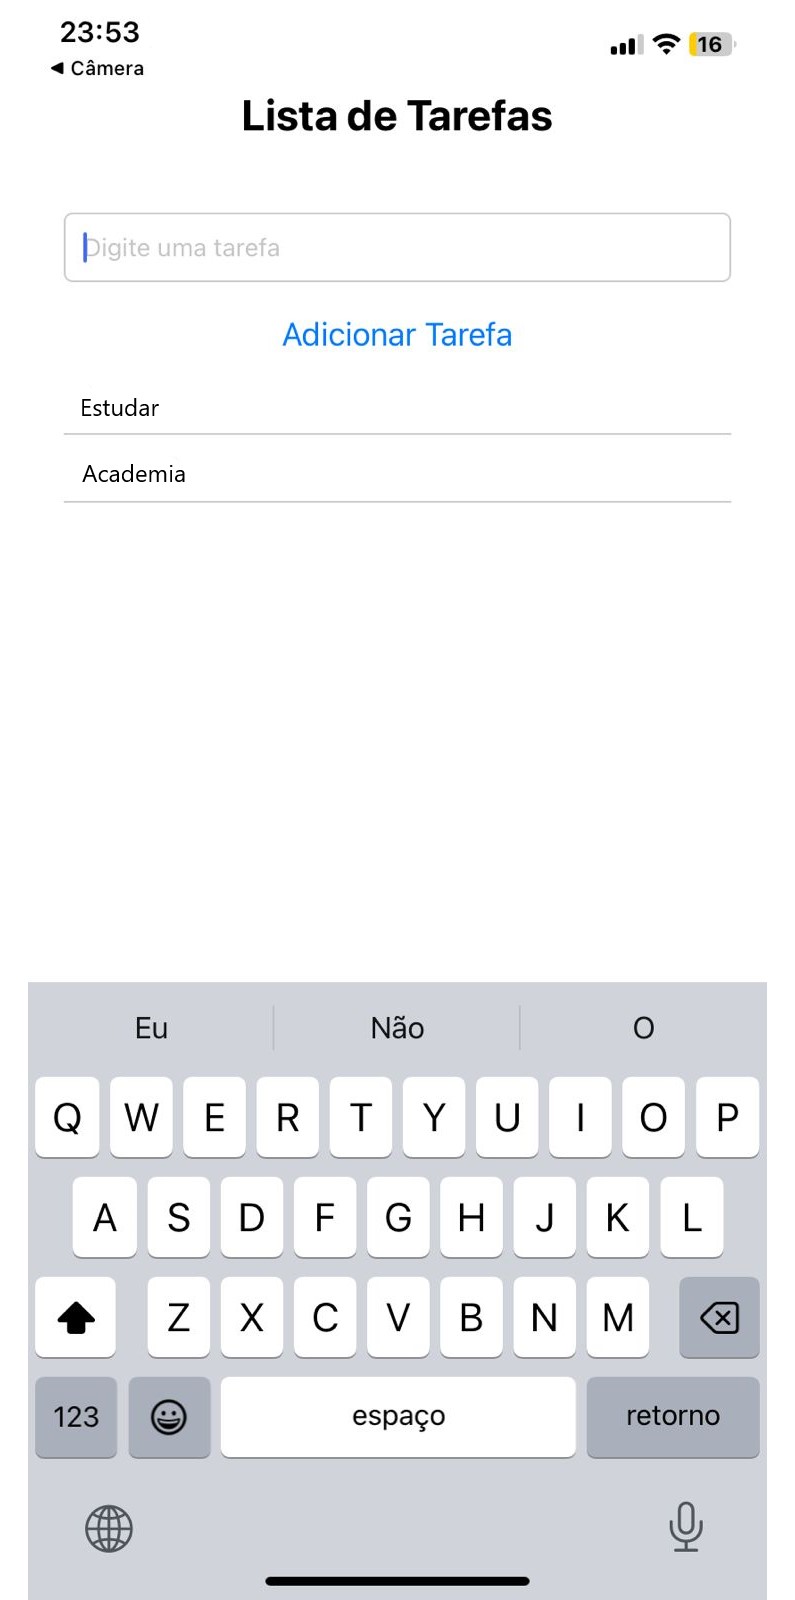 23:53
16
◀ Câmera
Lista de Tarefas
Digite uma tarefa
Adicionar Tarefa
Estudar
Academia
Eu Não O
Q W E R T Y U I O P
A S D F G H J K L
Z X C V B N M
123 espaço retorno